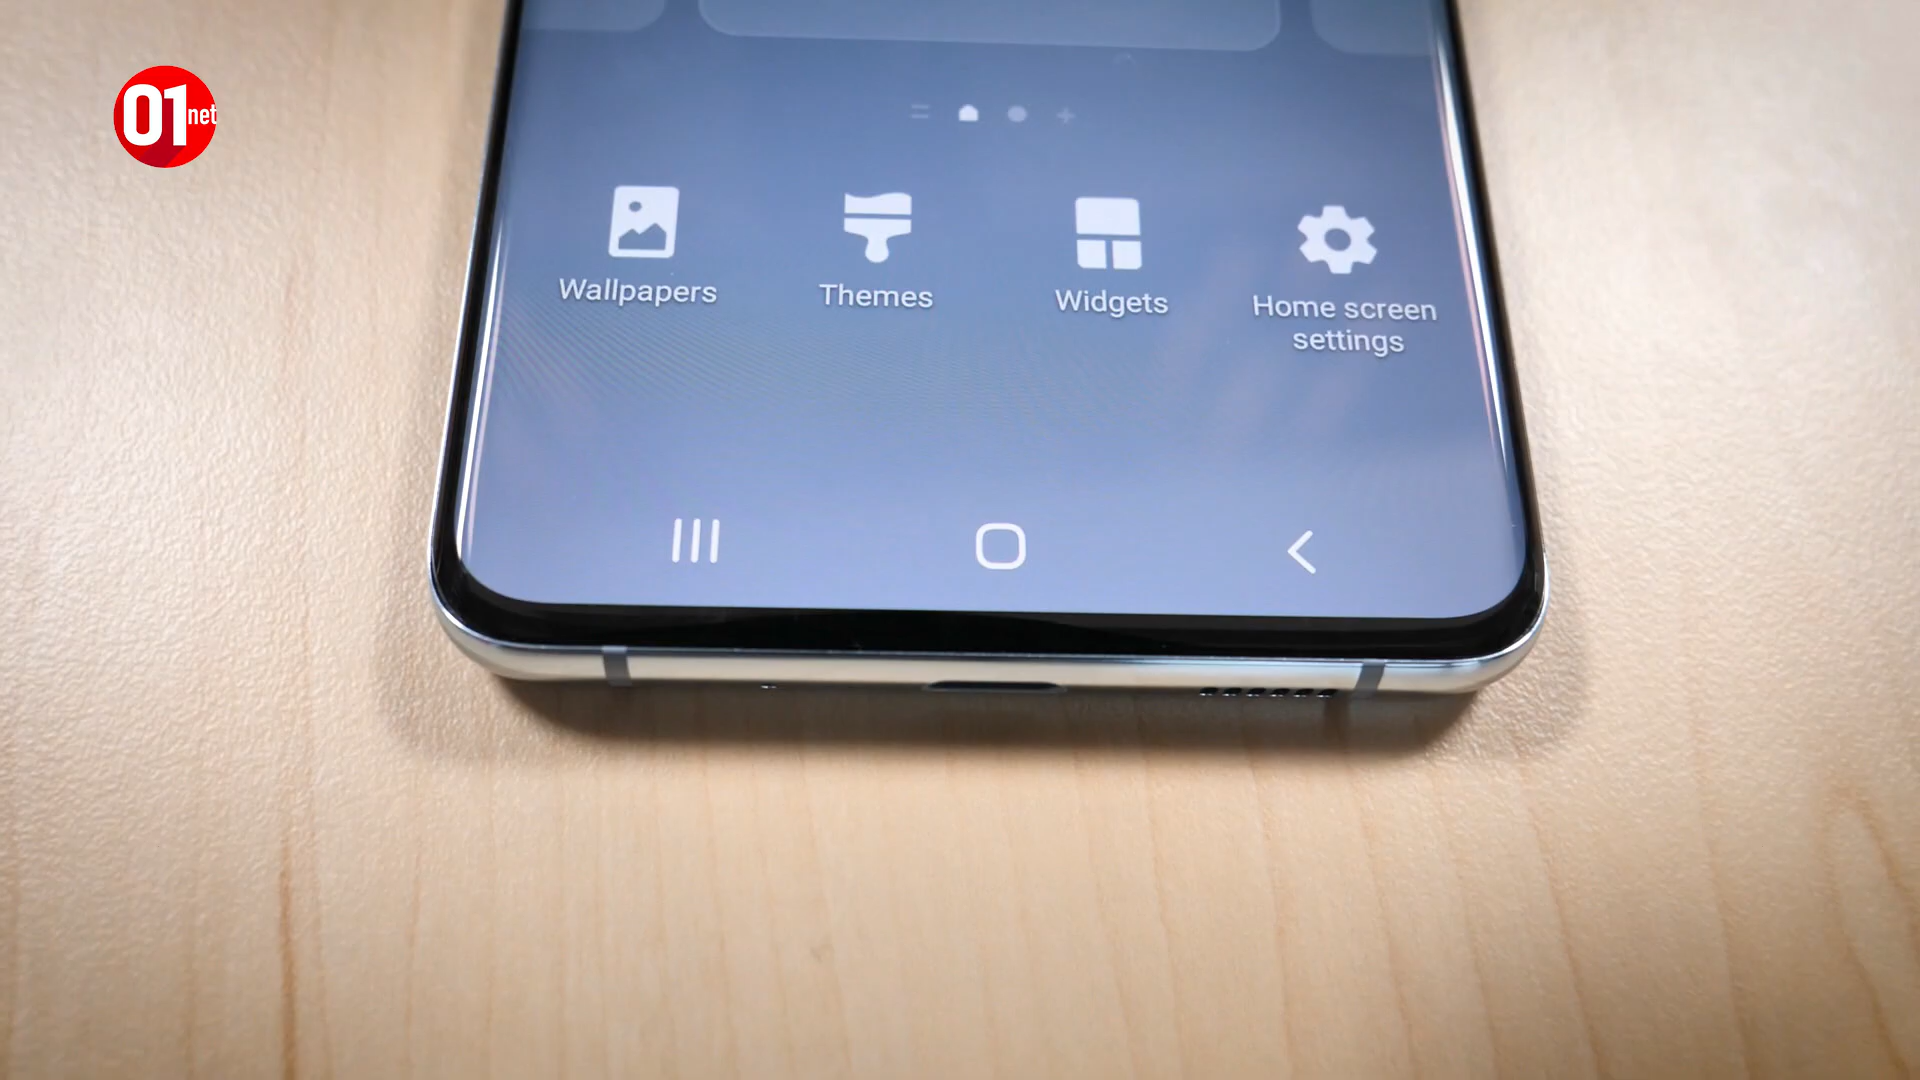 01net
Wallpapers
Themes
Widgets
Home screen
settings